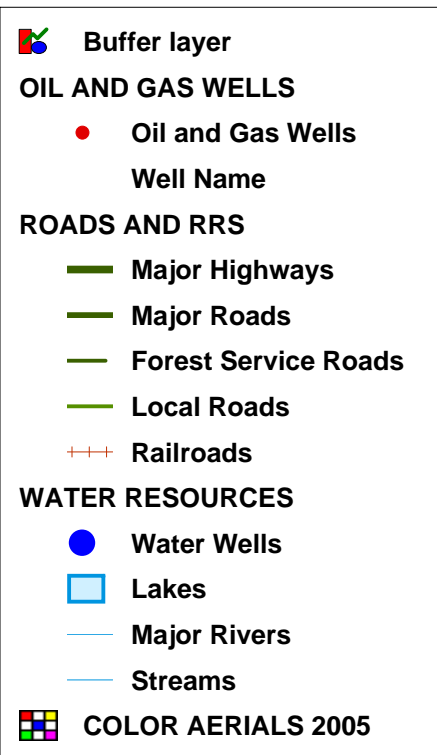 Buffer layer
OIL AND GAS WELLS
Oil and Gas Wells
Well Name
ROADS AND RRS
Major Highways
Major Roads
Forest Service Roads
Local Roads
Railroads
WATER RESOURCES
Water Wells
Lakes
Major Rivers
Streams
COLOR AERIALS 2005